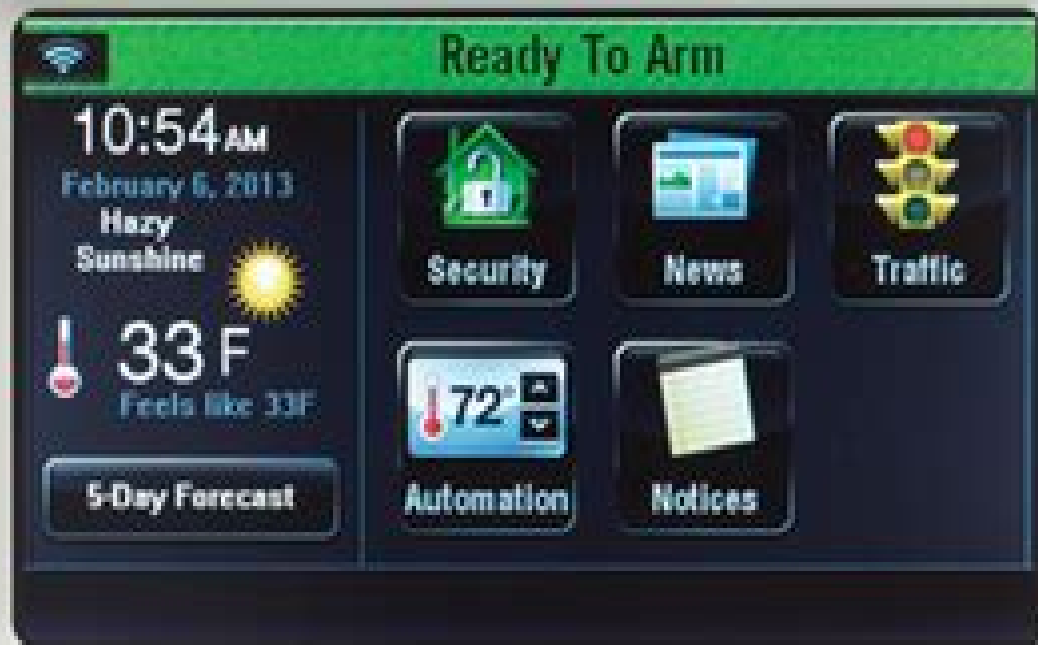 Ready To Arm
10:54AM
February 6, 2013
Hazy
Sunshine
33 F
Feels like 33F
5-Day Forecast
Security
News
Traffic
72°
Automation
Notices